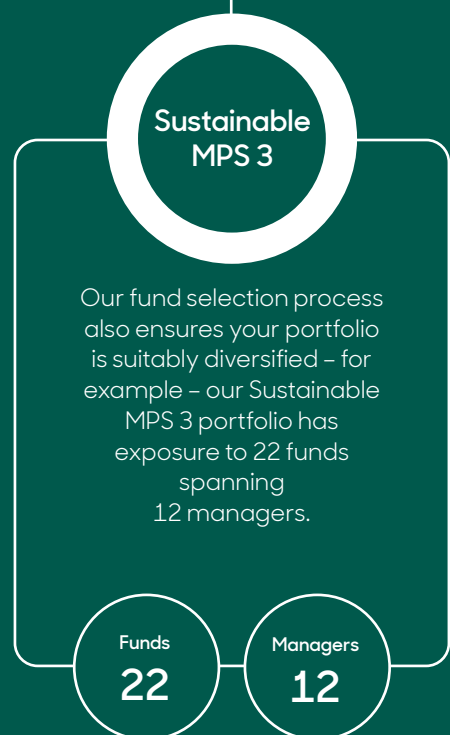 Sustainable
MPS 3
Our fund selection process
also ensures your portfolio
is suitably diversified – for
example – our Sustainable
MPS 3 portfolio has
exposure to 22 funds
spanning
12 managers.
Funds
22
Managers
12